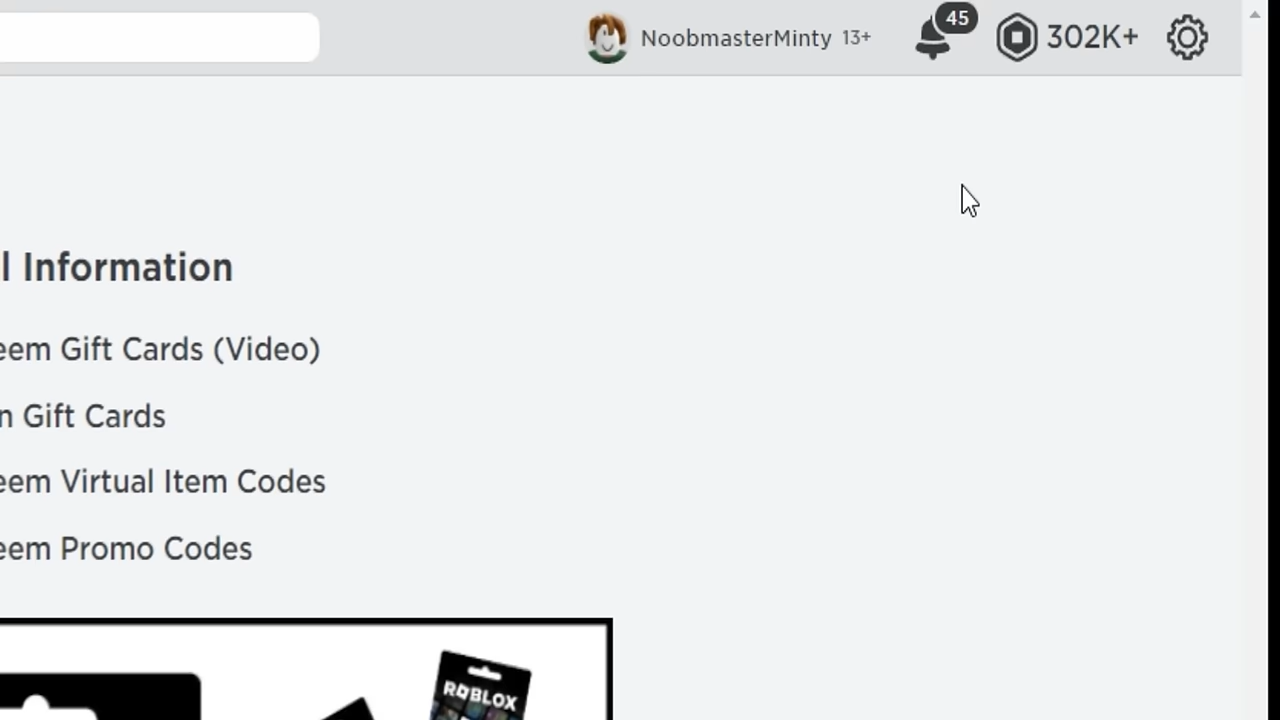 NoobmasterMinty 13+ 45 302K+
l Information
eem Gift Cards (Video)
n Gift Cards
eem Virtual Item Codes
eem Promo Codes
ROBLOX